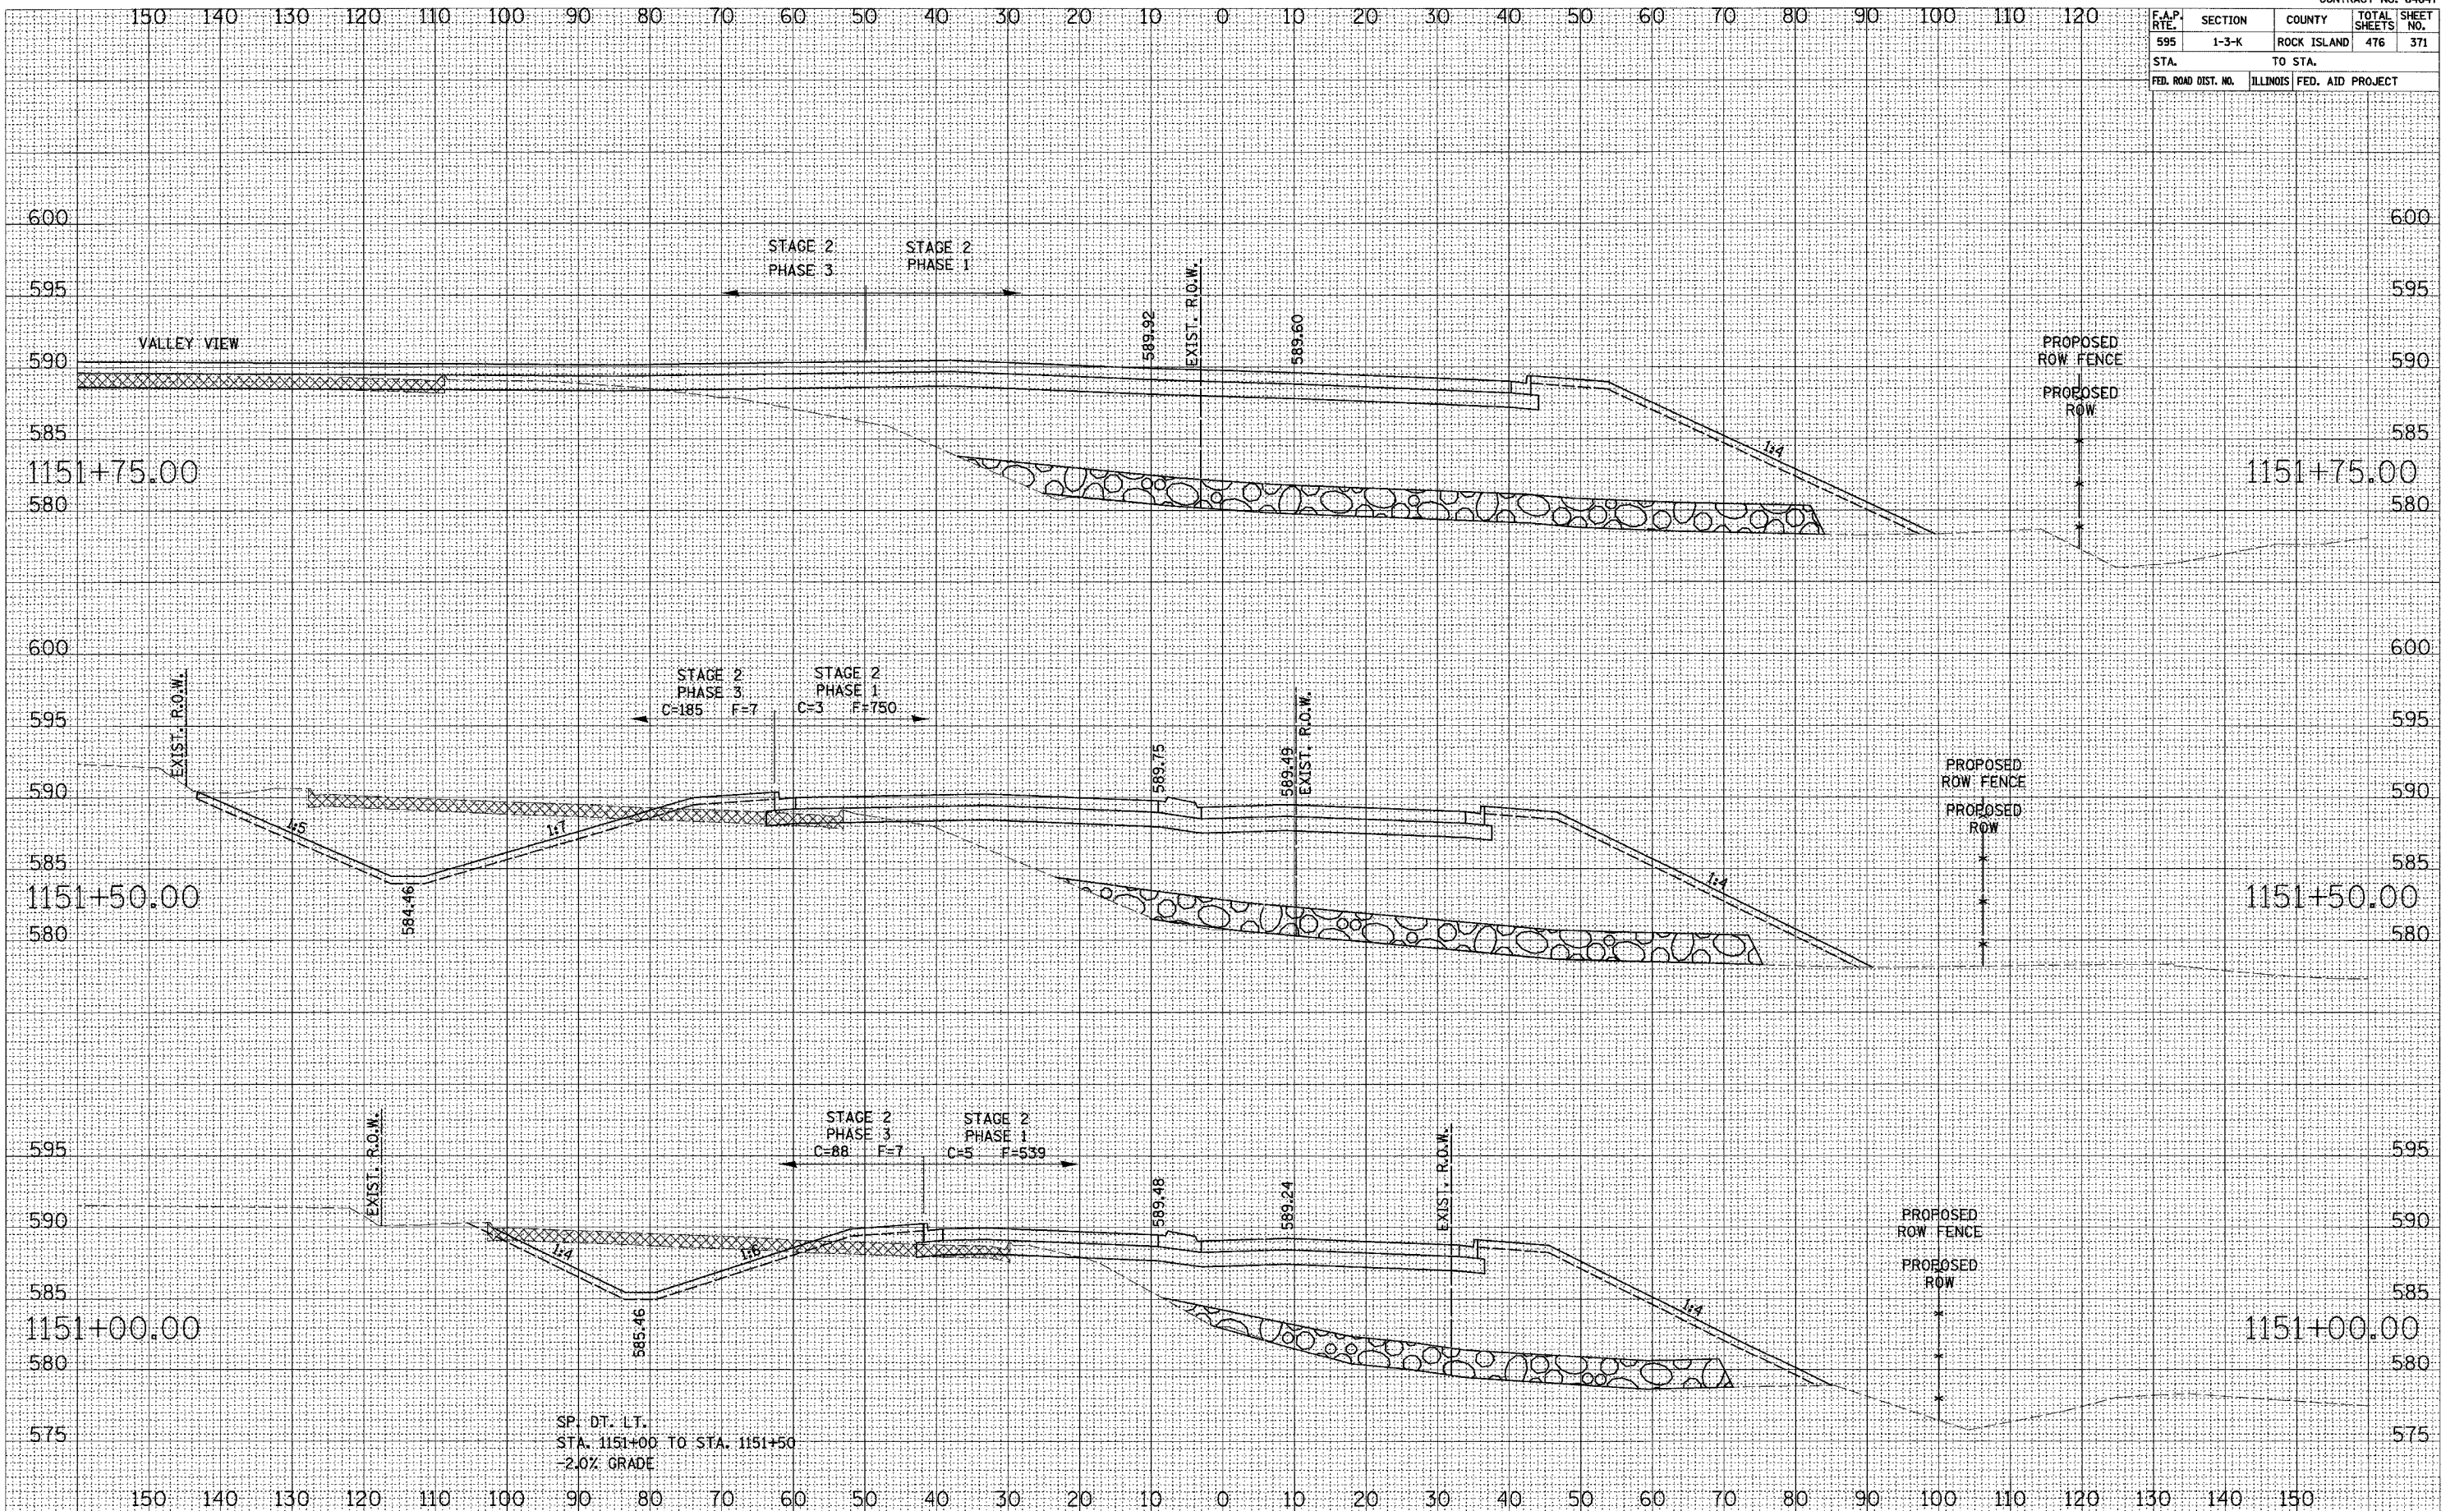 150 140 130 120 110 100 90 80 70 60 50 40 30 20 10 0 10 20 30 40 50 60 70 80 90 100 110 120
F.A.P. RTE. SECTION COUNTY TOTAL SHEETS SHEET NO.
595 1-3-K ROCK ISLAND 476 371
STA. TO STA.
FED. ROAD DIST. NO. ILLINOIS FED. AID PROJECT
600 600
STAGE 2 STAGE 2
PHASE 3 PHASE 1
595 595
EXIST. R.O.W.
589.92
589.60
VALLEY VIEW
590 590
PROPOSED
ROW FENCE
PROPOSED
ROW
585 585
1:4
1151+75.00 1151+75.00
580 580
600 600
EXIST. R.O.W.
STAGE 2 STAGE 2
PHASE 3 PHASE 1
C=185 F=7 C=3 F=750
595 595
589.75
589.49
EXIST. R.O.W.
PROPOSED
ROW FENCE
590 590
PROPOSED
ROW
1:5
1:7
585 585
1:4
584.46
1151+50.00 1151+50.00
580 580
EXIST. R.O.W.
STAGE 2 STAGE 2
PHASE 3 PHASE 1
C=88 F=7 C=5 F=539
595 595
589.48
589.24
EXIST. R.O.W.
590 590
PROPOSED
ROW FENCE
PROPOSED
ROW
1:4
1:6
585 585
1:4
585.46
1151+00.00 1151+00.00
580 580
SP. DT. LT.
STA. 1151+00 TO STA. 1151+50
-2.0% GRADE
575 575
150 140 130 120 110 100 90 80 70 60 50 40 30 20 10 0 10 20 30 40 50 60 70 80 90 100 110 120 130 140 150